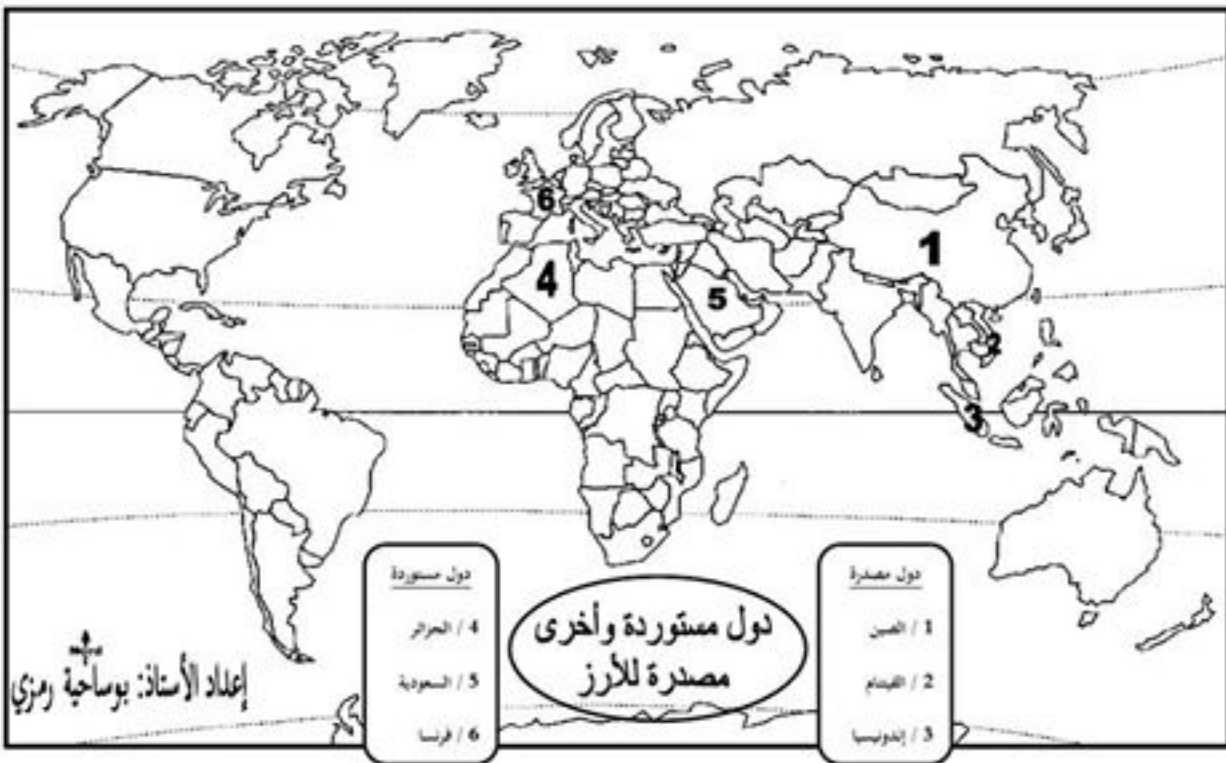 6
1
4
5
2
3
دول مصدرة
1 / الصين
2 / الفيتنام
3 / إندونيسيا
دول مستوردة وأخرى
مصدرة للأرز
دول مستوردة
4 / الجزائر
5 / السعودية
6 / فرنسا
إعداد الأستاذ: بوساحية رمزي